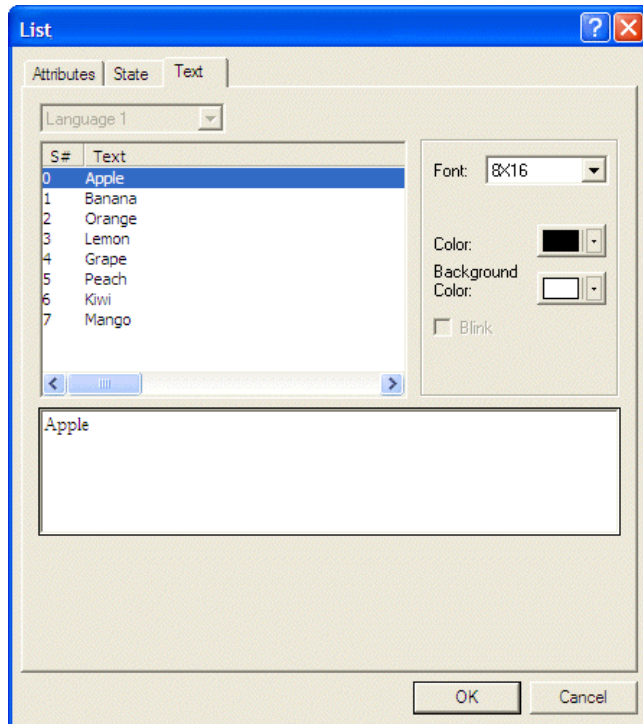 List
Attributes State Text
Language 1
S# Text
0 Apple
1 Banana
2 Orange
3 Lemon
4 Grape
5 Peach
6 Kiwi
7 Mango
Font: 8X16
Color:
Background
Color:
Blink
Apple
OK Cancel